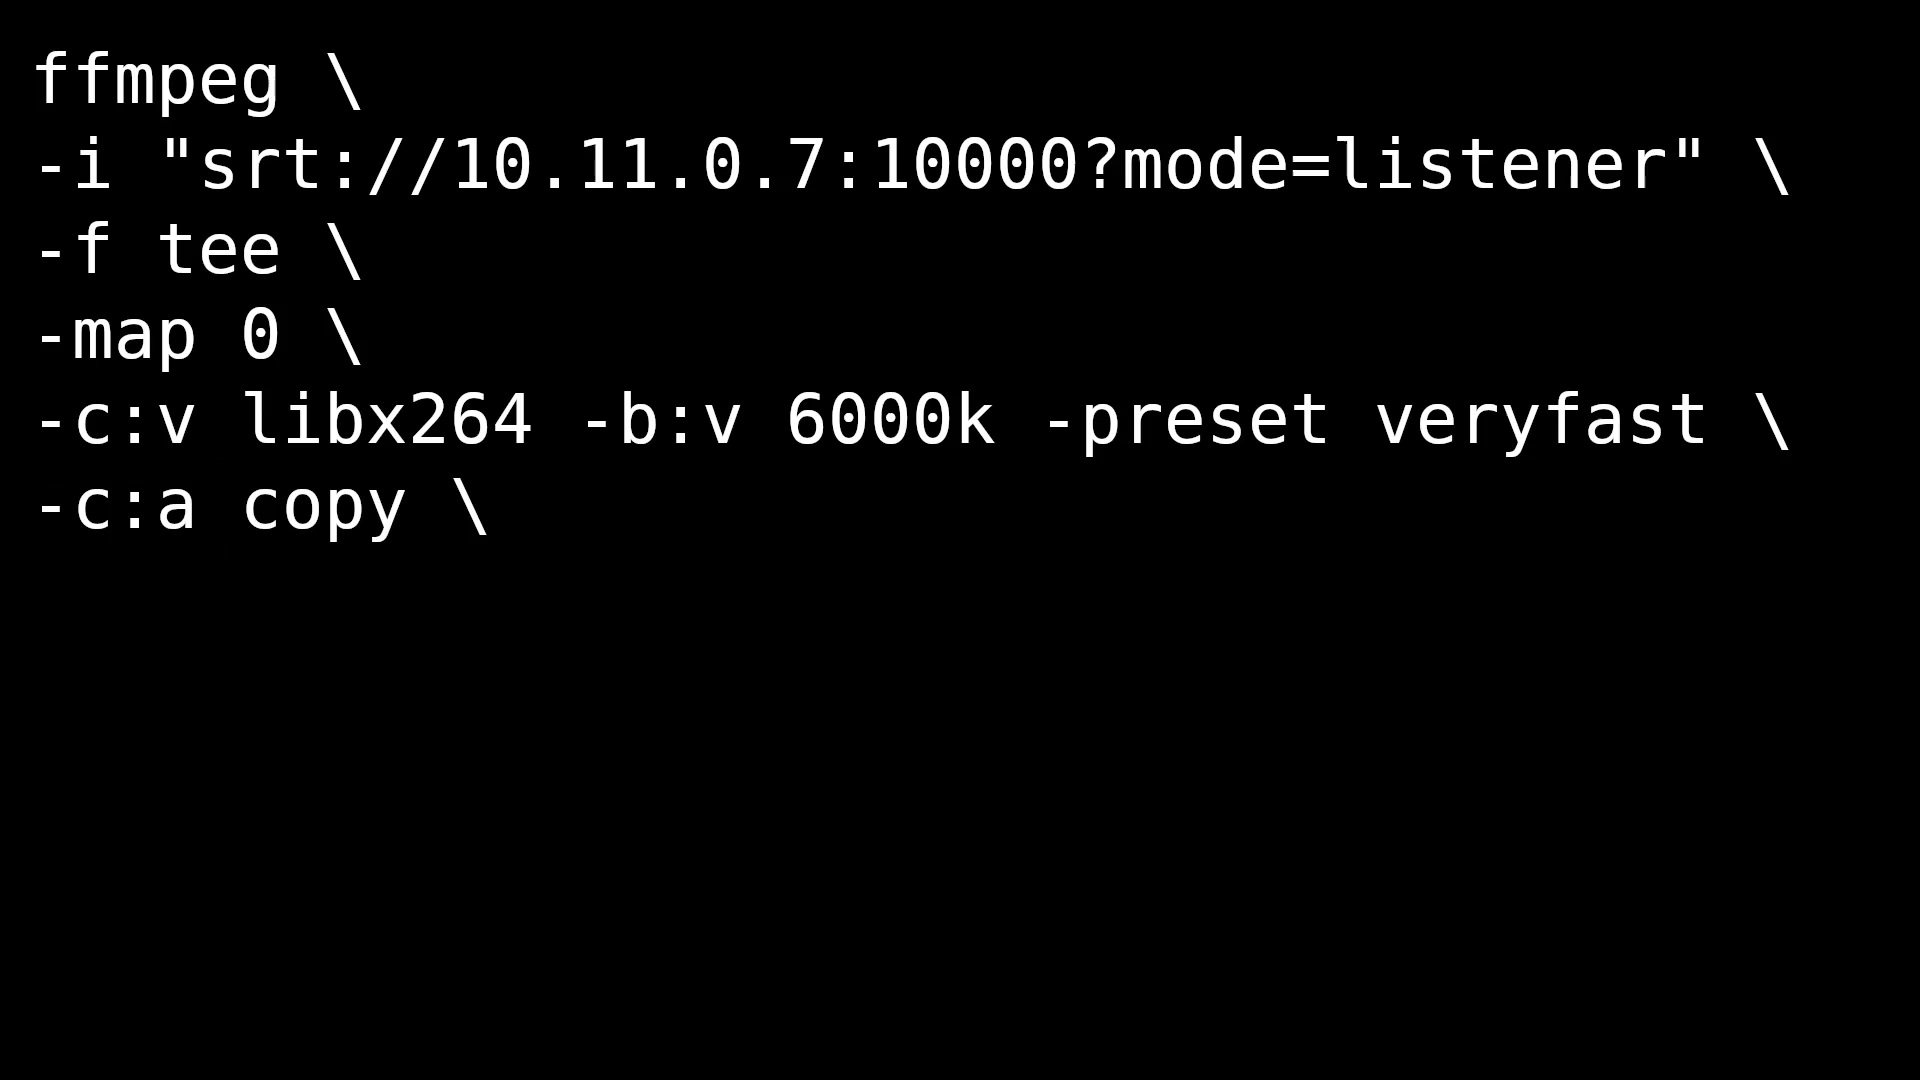 ffmpeg \
-i "srt://10.11.0.7:10000?mode=listener" \
-f tee \
-map 0 \
-c:v libx264 -b:v 6000k -preset veryfast \
-c:a copy \